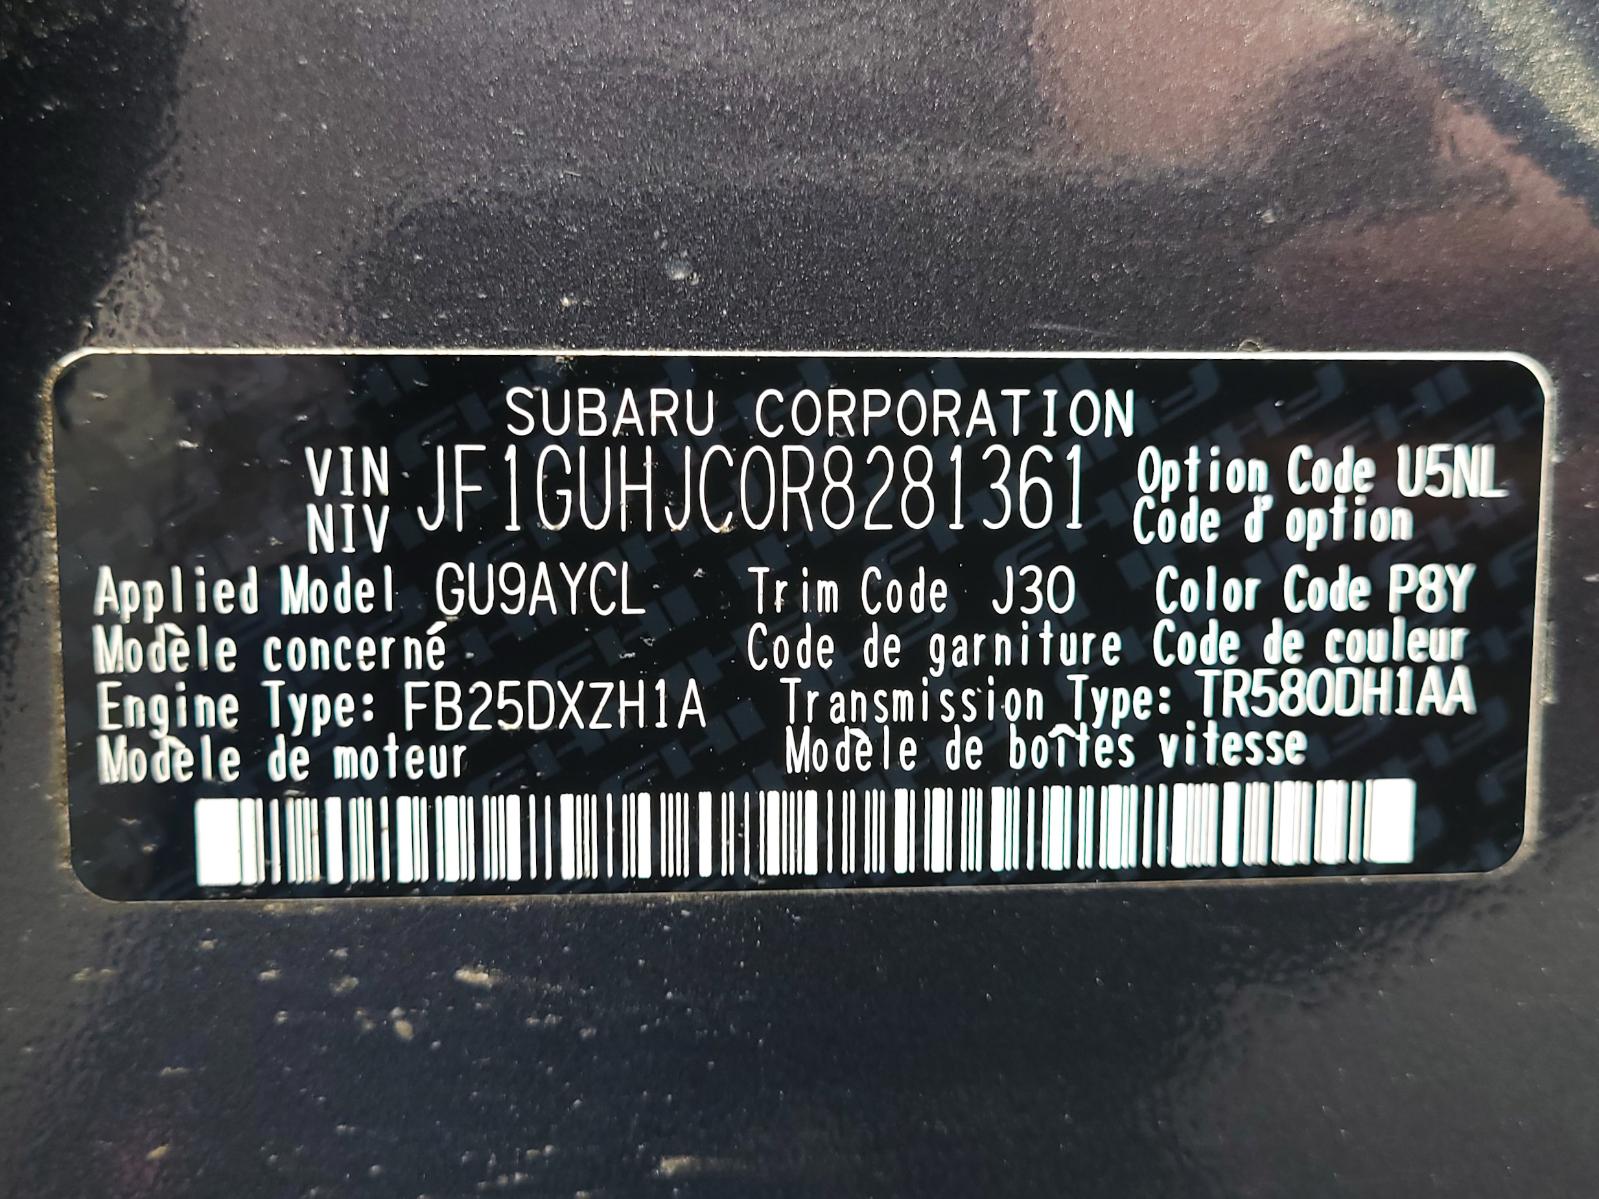 SUBARU CORPORATION
VIN JF1GUHJC0R8281361 Option Code U5NL
NIV Code d'option
Applied Model GU9AYCL Trim Code J30 Color Code P8Y
Modèle concerné Code de garniture Code de couleur
Engine Type: FB25DXZH1A Transmission Type: TR580DH1AA
Modèle de moteur Modèle de boîtes vitesse